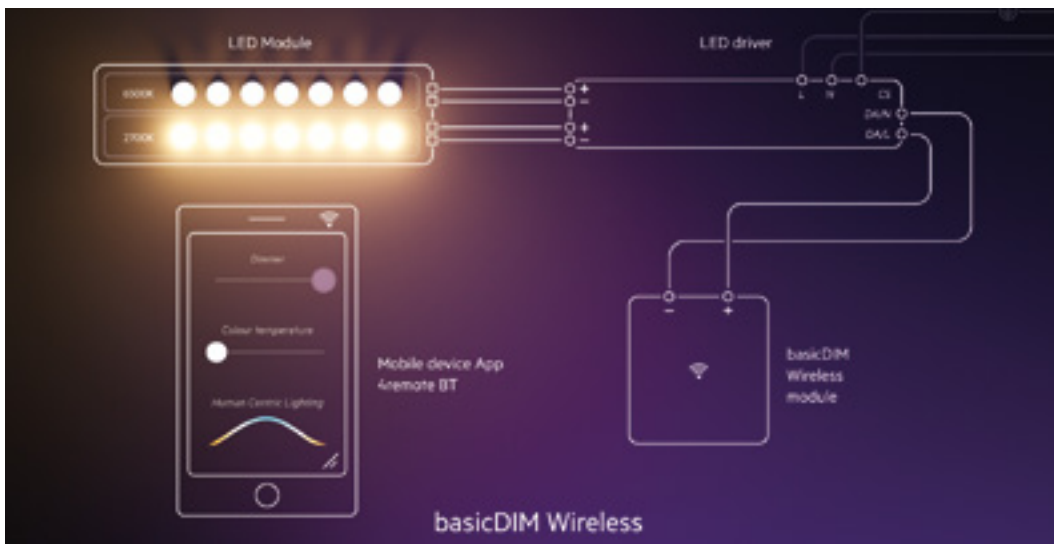 LED Module
LED driver
6500K
2700K
+
−
+
−
L
N
CS
DA/N
DA/L
Dimmer
Colour temperature
Human Centric Lighting
Mobile device App
4remote BT
−
+
basicDIM
Wireless
module
basicDIM Wireless